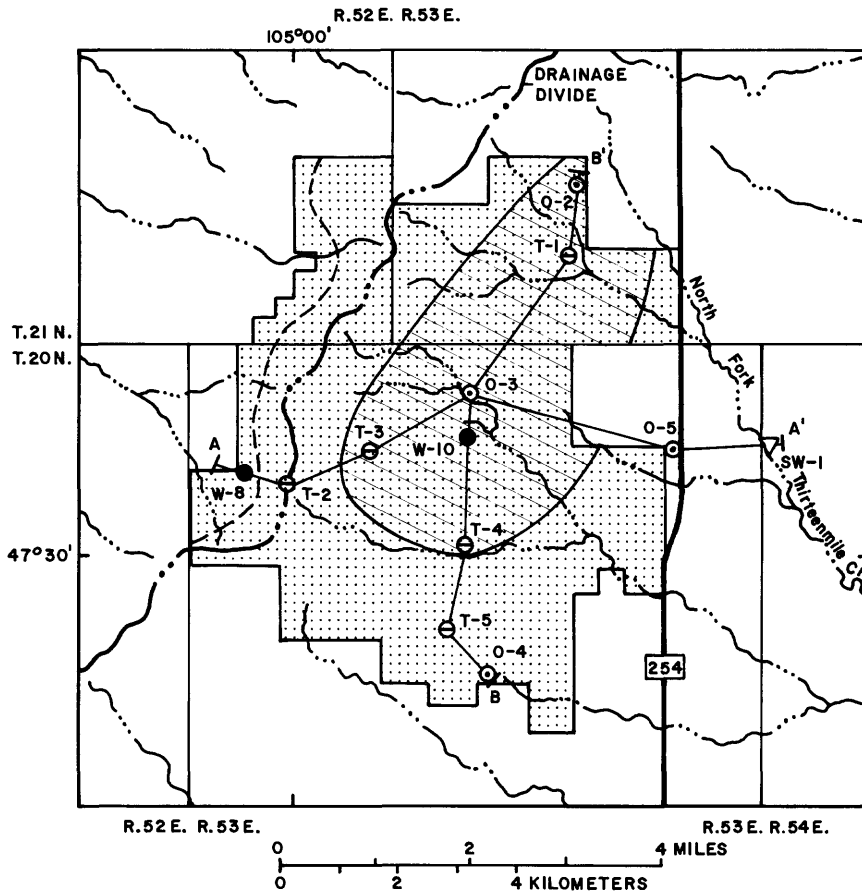 R.52 E. R.53 E.
105°00'
DRAINAGE
DIVIDE
B'
O-2
T-1
North
Fork
T.21 N.
T.20 N.
O-3
O-5
A'
SW-1
T-3
W-10
A
W-8
T-2
Thirteenmile
T-4
47°30'
T-5
O-4
B
254
R.52 E. R.53 E.
R.53 E. R.54 E.
0 2 4 MILES
0 2 4 KILOMETERS